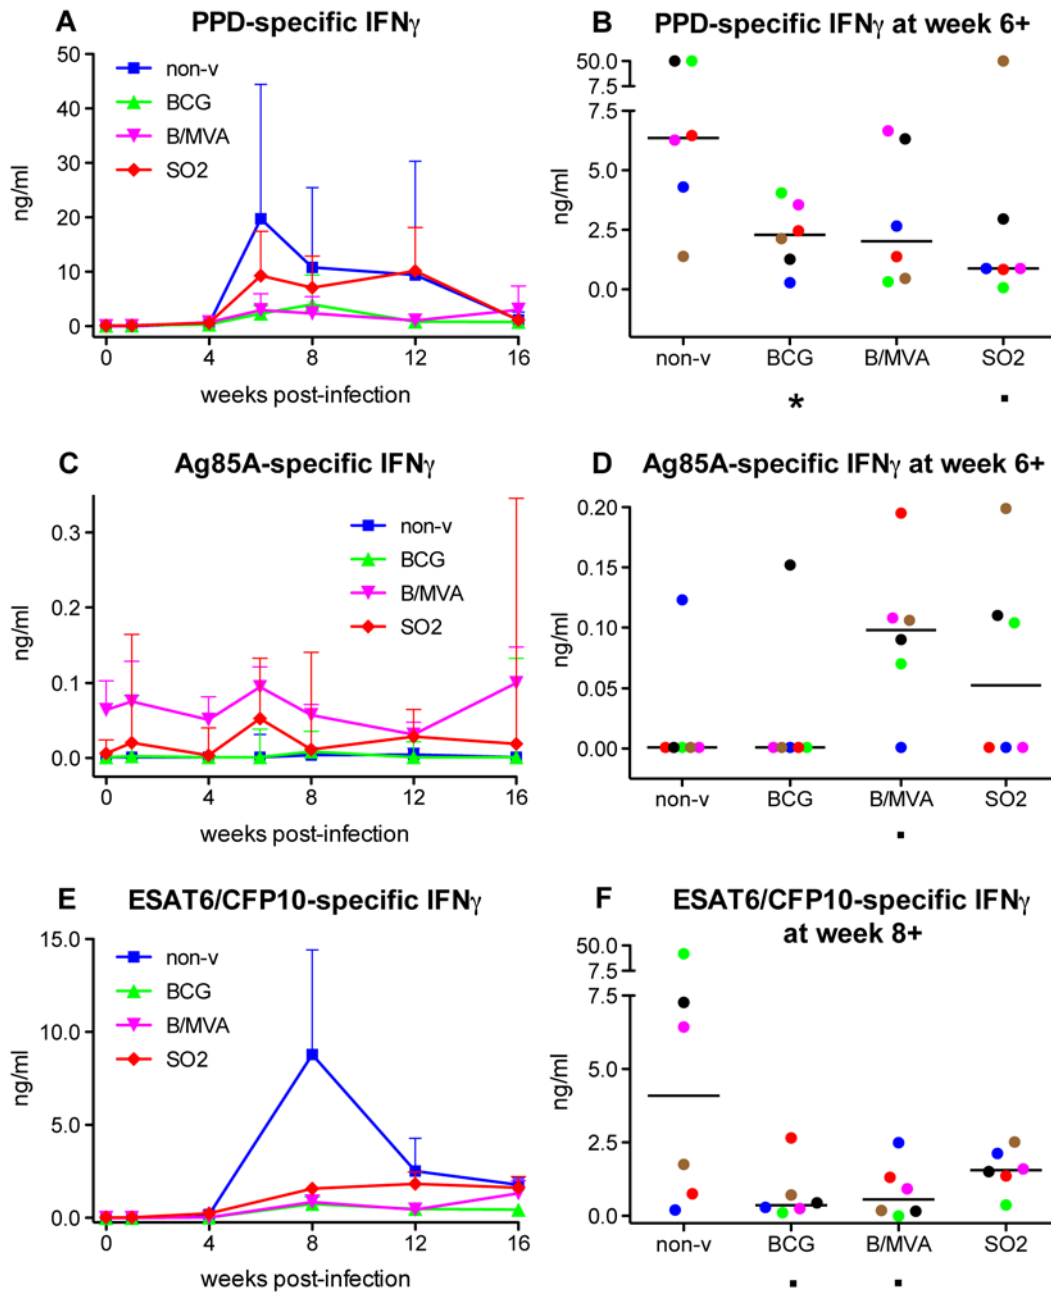 A PPD-specific IFNγ
50
40
30
20
10
0
ng/ml
non-v
BCG
B/MVA
SO2
0 4 8 12 16
weeks post-infection
B PPD-specific IFNγ at week 6+
50.0
7.5
7.5
5.0
2.5
0.0
ng/ml
non-v BCG B/MVA SO2
* ▪
C Ag85A-specific IFNγ
0.3
0.2
0.1
0.0
ng/ml
non-v
BCG
B/MVA
SO2
0 4 8 12 16
weeks post-infection
D Ag85A-specific IFNγ at week 6+
0.20
0.15
0.10
0.05
0.00
ng/ml
non-v BCG B/MVA SO2
▪
E ESAT6/CFP10-specific IFNγ
15.0
10.0
5.0
0.0
ng/ml
non-v
BCG
B/MVA
SO2
0 4 8 12 16
weeks post-infection
F ESAT6/CFP10-specific IFNγ
at week 8+
50.0
7.5
7.5
5.0
2.5
0.0
ng/ml
non-v BCG B/MVA SO2
▪ ▪